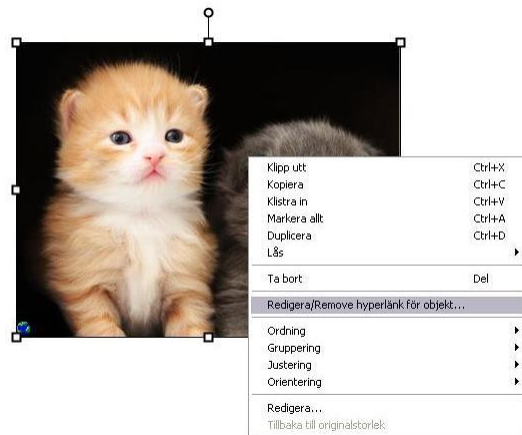 Klipp utt Ctrl+X
Kopiera Ctrl+C
Klistra in Ctrl+V
Markera allt Ctrl+A
Duplicera Ctrl+D
Lås
Ta bort Del
Redigera/Remove hyperlänk för objekt...
Ordning
Gruppering
Justering
Orientering
Redigera...
Tillbaka till originalstorlek